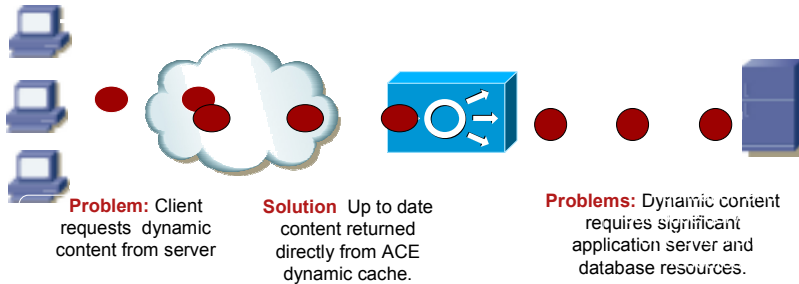 Problem: Client
requests dynamic
content from server
Solution Up to date
content returned
directly from ACE
dynamic cache.
Problems: Dynamic content
requires significant
application server and
database resources.